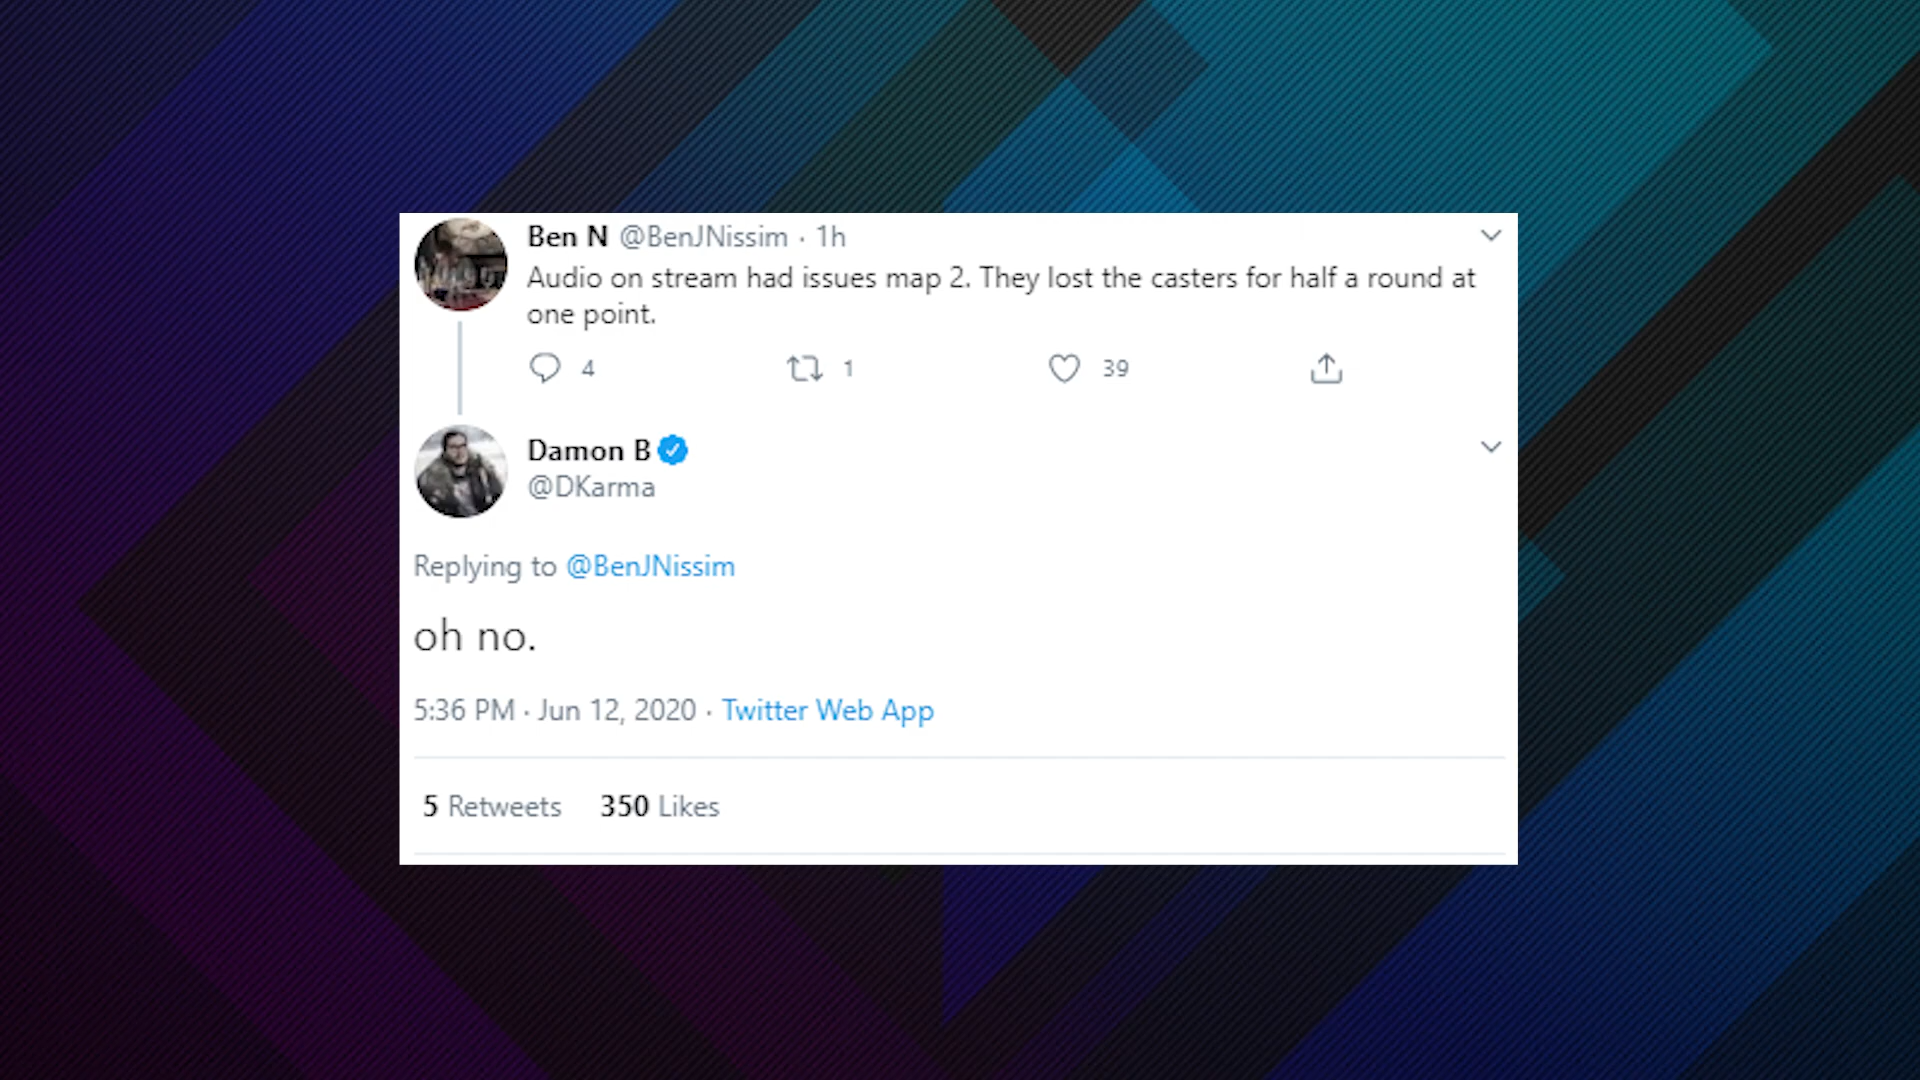 Ben N @BenJNissim · 1h
Audio on stream had issues map 2. They lost the casters for half a round at
one point.
4 1 39
Damon B
@DKarma
Replying to @BenJNissim
oh no.
5:36 PM · Jun 12, 2020 · Twitter Web App
5 Retweets 350 Likes